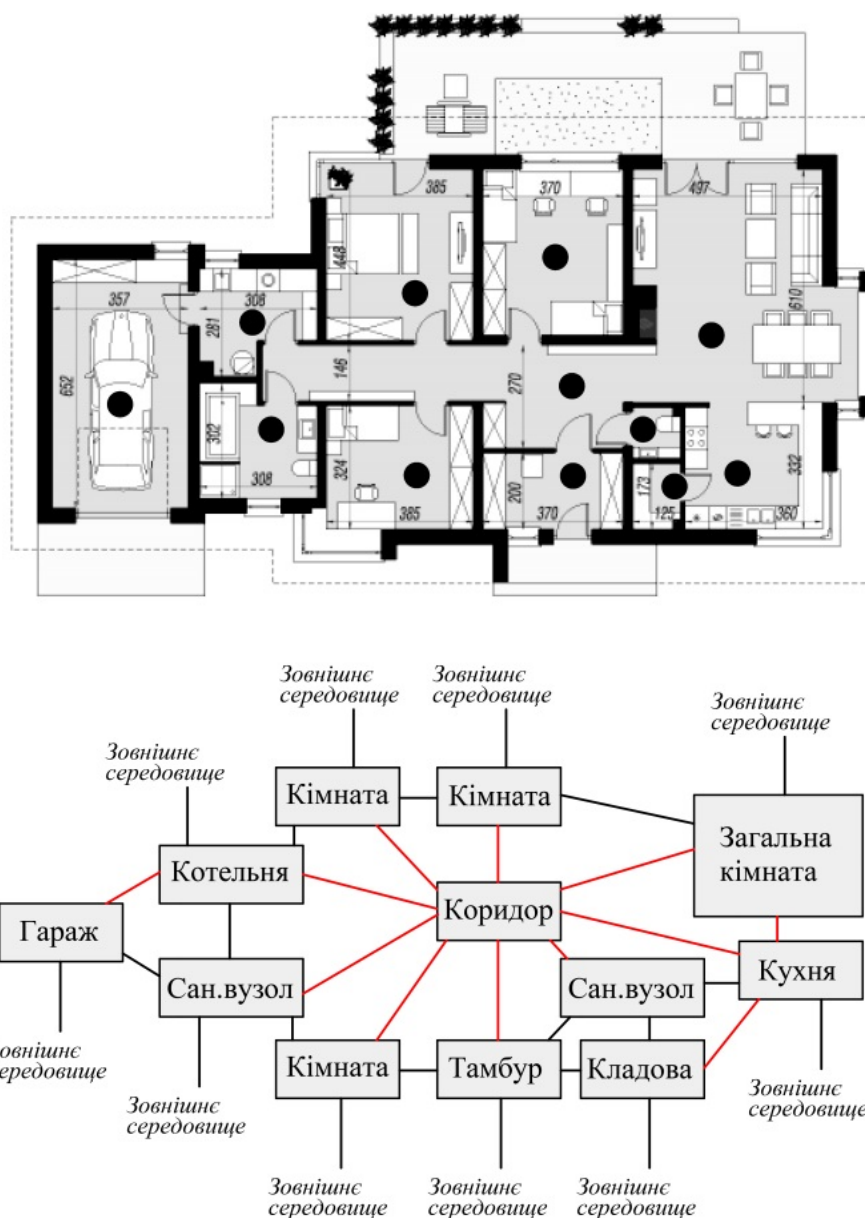 385
370
497
448
357
308
281
610
652
146
270
302
324
332
173
308
385
200
370
125
360
Зовнішнє
середовище
Зовнішнє
середовище
Зовнішнє
середовище
Зовнішнє
середовище
Кімната
Кімната
Загальна
кімната
Котельня
Коридор
Гараж
Кухня
Сан.вузол
Сан.вузол
Кімната
Тамбур
Кладова
овнішнє
ередовище
Зовнішнє
середовище
Зовнішнє
середовище
Зовнішнє
середовище
Зовнішнє
середовище
Зовнішнє
середовище